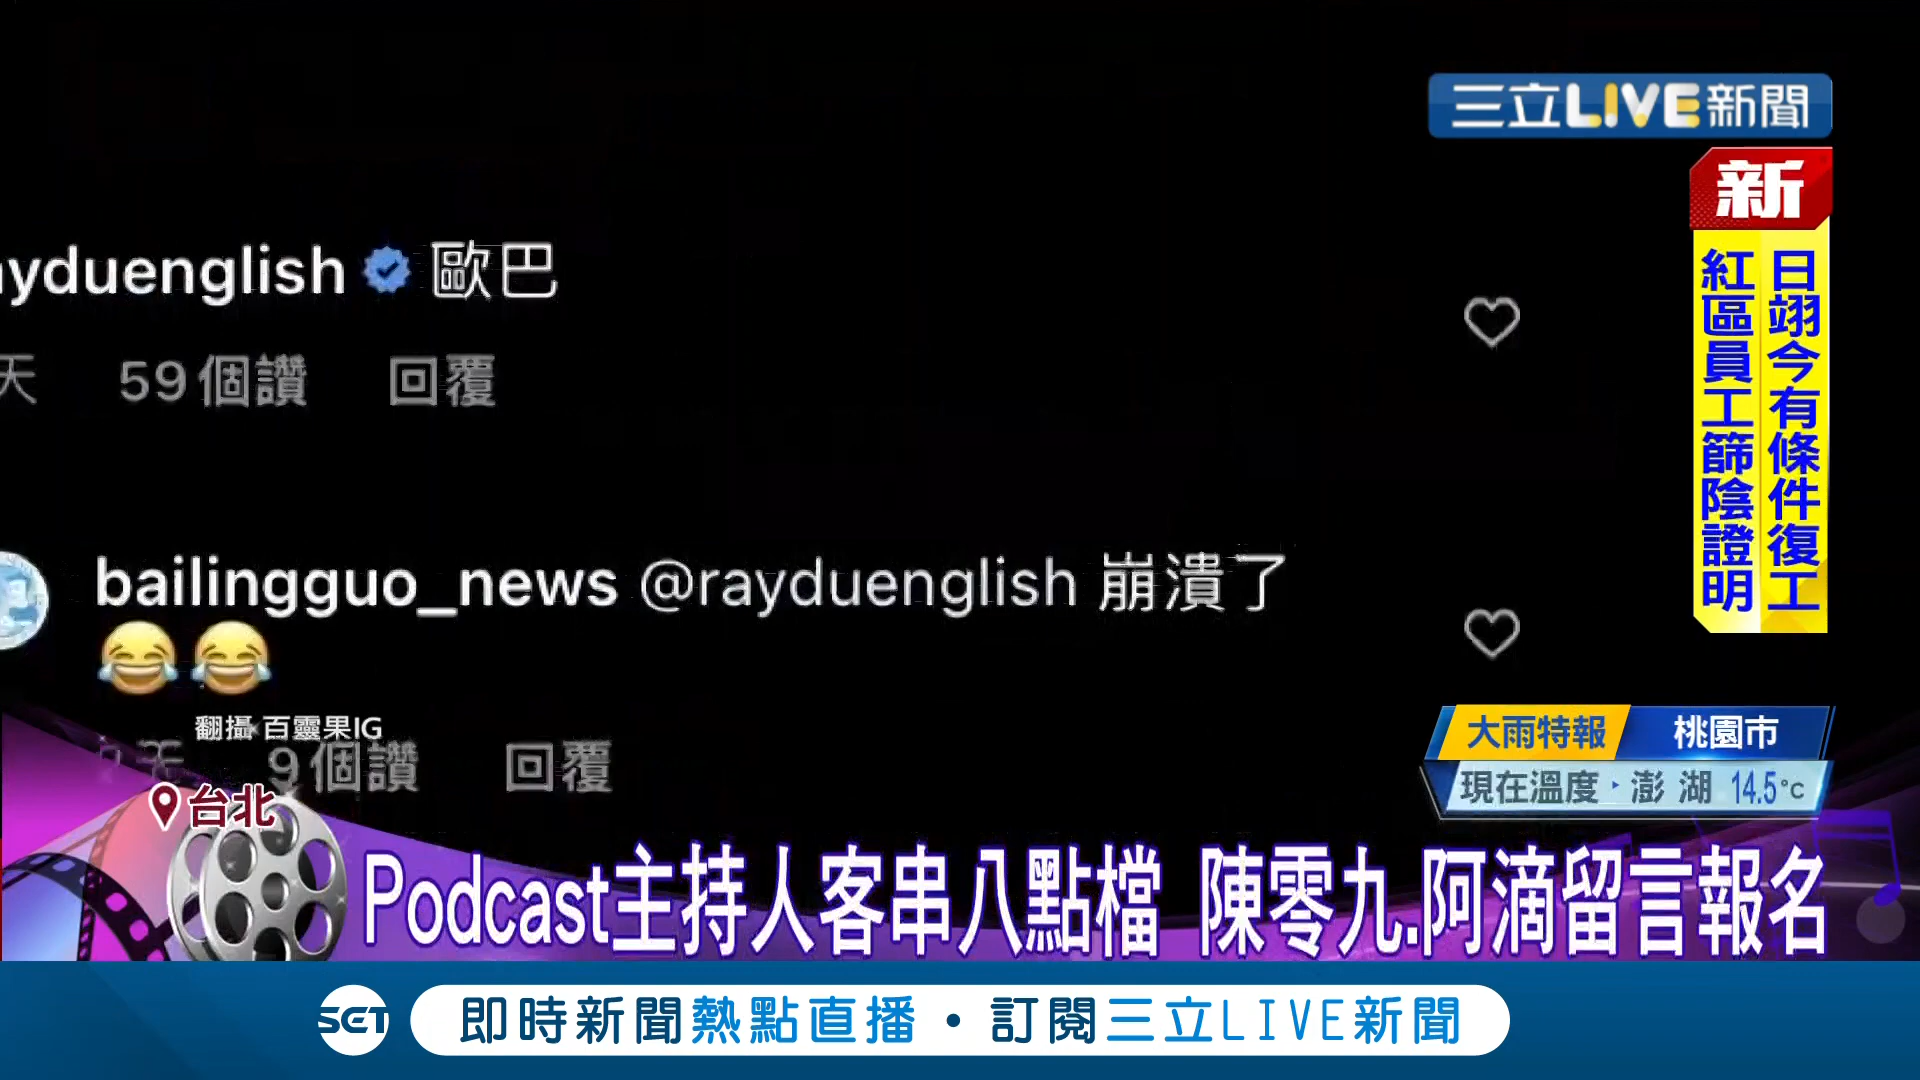 三立LIVE新聞
新
日翊今有條件復工
紅區員工篩陰證明
ayduenglish 歐巴
天 59個讚 回覆
bailingguo_news @rayduenglish 崩潰了
😂😂
翻攝 百靈果IG
天 9個讚 回覆
大雨特報 桃園市
現在溫度 澎湖 14.5°C
台北
Podcast主持人客串八點檔 陳零九.阿滴留言報名
SET 即時新聞熱點直播・訂閱三立LIVE新聞